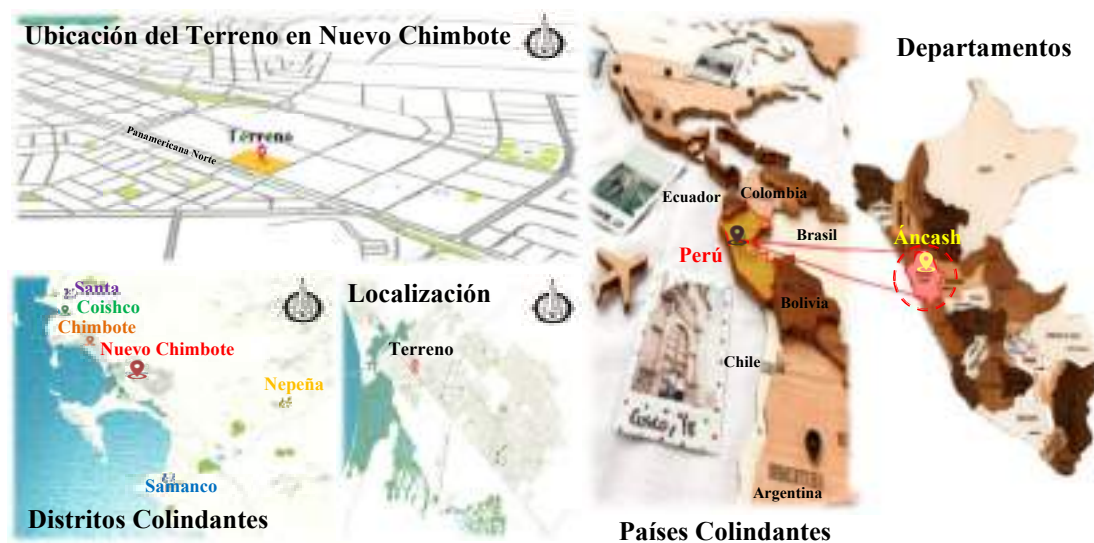 Ubicación del Terreno en Nuevo Chimbote
Panamericana Norte
Terreno
Santa
Coishco
Chimbote
Nuevo Chimbote
Nepeña
Samanco
Distritos Colindantes
Localización
Terreno
Ecuador
Colombia
Perú
Brasil
Bolivia
Chile
Argentina
Países Colindantes
Departamentos
Áncash